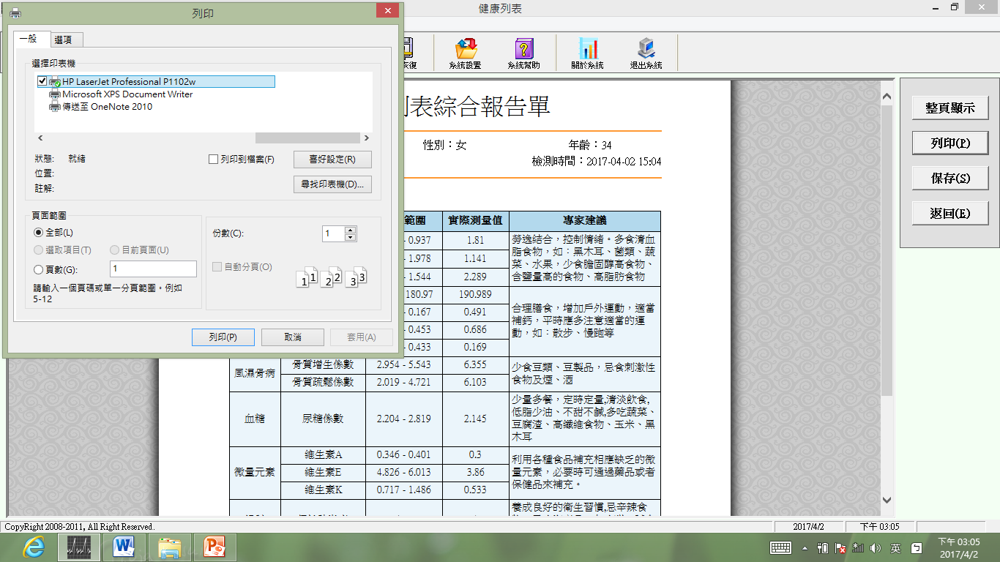 列印
健康列表
一般
選項
選擇印表機
HP LaserJet Professional P1102w
Microsoft XPS Document Writer
傳送至 OneNote 2010
狀態: 就緒
列印到檔案(F)
喜好設定(R)
位置:
尋找印表機(D)...
註解:
頁面範圍
全部(L)
選取項目(T)
目前頁面(U)
頁數(G):
1
請輸入一個頁碼或單一分頁範圍。例如
5-12
份數(C):
1
自動分頁(O)
1 1 2 2 3 3
列印(P)
取消
套用(A)
系統設置
系統幫助
關於系統
退出系統
表綜合報告單
性別：女
年齡：34
檢測時間：2017-04-02 15:04
範圍 實際測量值 專家建議
- 0.937 1.81
- 1.978 1.141
- 1.544 2.289
勞逸結合，控制情緒。多食清血
脂食物，如：黑木耳、菌類、蔬
菜、水果，少食膽固醇高食物、
含鹽量高的食物、高脂肪食物
180.97 190.989
- 0.167 0.491
- 0.453 0.686
- 0.433 0.169
合理膳食，增加戶外運動，適當
補鈣，平時應多注意適當的運
動，如：散步、慢跑等
風濕骨病
骨質增生係數 2.954 - 5.543 6.355
骨質疏鬆係數 2.019 - 4.721 6.103
少食豆類、豆製品，忌食刺激性
食物及煙、酒
血糖 尿糖係數 2.204 - 2.819 2.145
少量多餐，定時定量,清淡飲食,
低脂少油、不甜不鹹,多吃蔬菜、
豆腐渣、高纖維食物、玉米、黑
木耳
微量元素
維生素A 0.346 - 0.401 0.3
維生素E 4.826 - 6.013 3.86
維生素K 0.717 - 1.486 0.533
利用各種食品補充相應缺乏的微
量元素，必要時可通過藥品或者
保健品來補充。
養成良好的衛生習慣,忌辛辣食
整頁顯示
列印(P)
保存(S)
返回(E)
CopyRight 2008-2011, All Right Reserved.
2017/4/2
下午 03:05
英
下午 03:05
2017/4/2